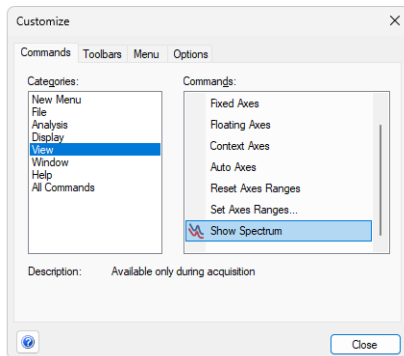 Customize
Commands Toolbars Menu Options
Categories:
New Menu
File
Analysis
Display
View
Window
Help
All Commands
Commands:
Fixed Axes
Floating Axes
Context Axes
Auto Axes
Reset Axes Ranges
Set Axes Ranges...
Show Spectrum
Description: Available only during acquisition
?
Close